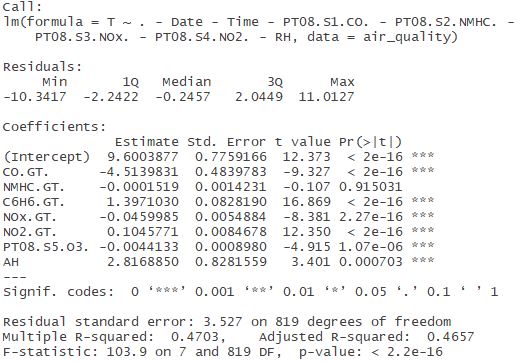 Call:
lm(formula = T ~ . - Date - Time - PT08.S1.CO. - PT08.S2.NMHC. -
    PT08.S3.NOx. - PT08.S4.NO2. - RH, data = air_quality)

Residuals:
     Min       1Q   Median       3Q      Max
-10.3417  -2.2422  -0.2457   2.0449  11.0127

Coefficients:
              Estimate Std. Error t value Pr(>|t|)
(Intercept)  9.6003877  0.7759166  12.373  < 2e-16 ***
CO.GT.      -4.5139831  0.4839783  -9.327  < 2e-16 ***
NMHC.GT.    -0.0001519  0.0014231  -0.107 0.915031
C6H6.GT.     1.3971030  0.0828190  16.869  < 2e-16 ***
NOx.GT.     -0.0459985  0.0054884  -8.381 2.27e-16 ***
NO2.GT.      0.1045771  0.0084678  12.350  < 2e-16 ***
PT08.S5.O3. -0.0044133  0.0008980  -4.915 1.07e-06 ***
AH           2.8168850  0.8281559   3.401 0.000703 ***
---
Signif. codes:  0 ‘***’ 0.001 ‘**’ 0.01 ‘*’ 0.05 ‘.’ 0.1 ‘ ’ 1

Residual standard error: 3.527 on 819 degrees of freedom
Multiple R-squared:  0.4703,	Adjusted R-squared:  0.4657
F-statistic: 103.9 on 7 and 819 DF,  p-value: < 2.2e-16